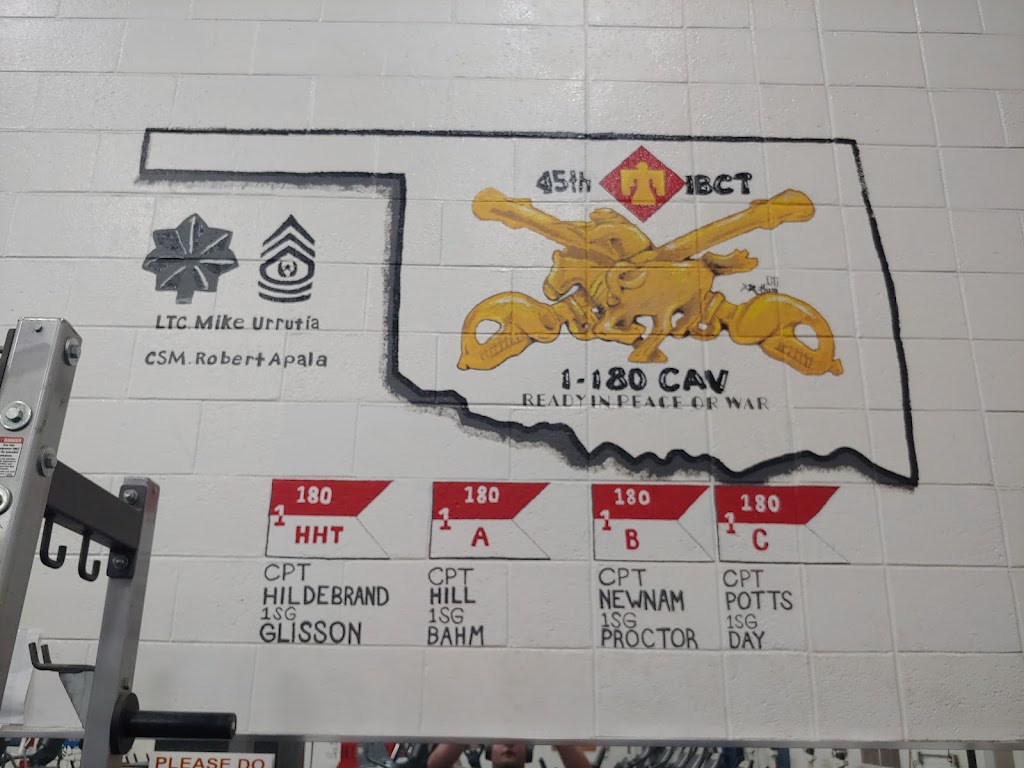 45th IBCT
LTC. Mike Urrutia
CSM. Robert Apala
1-180 CAV
READY IN PEACE OR WAR
180
1
HHT
CPT
HILDEBRAND
1SG
GLISSON
180
1
A
CPT
HILL
1SG
BAHM
180
1
B
CPT
NEWNAM
1SG
PROCTOR
180
1
C
CPT
POTTS
1SG
DAY
DANGER
PLEASE DO